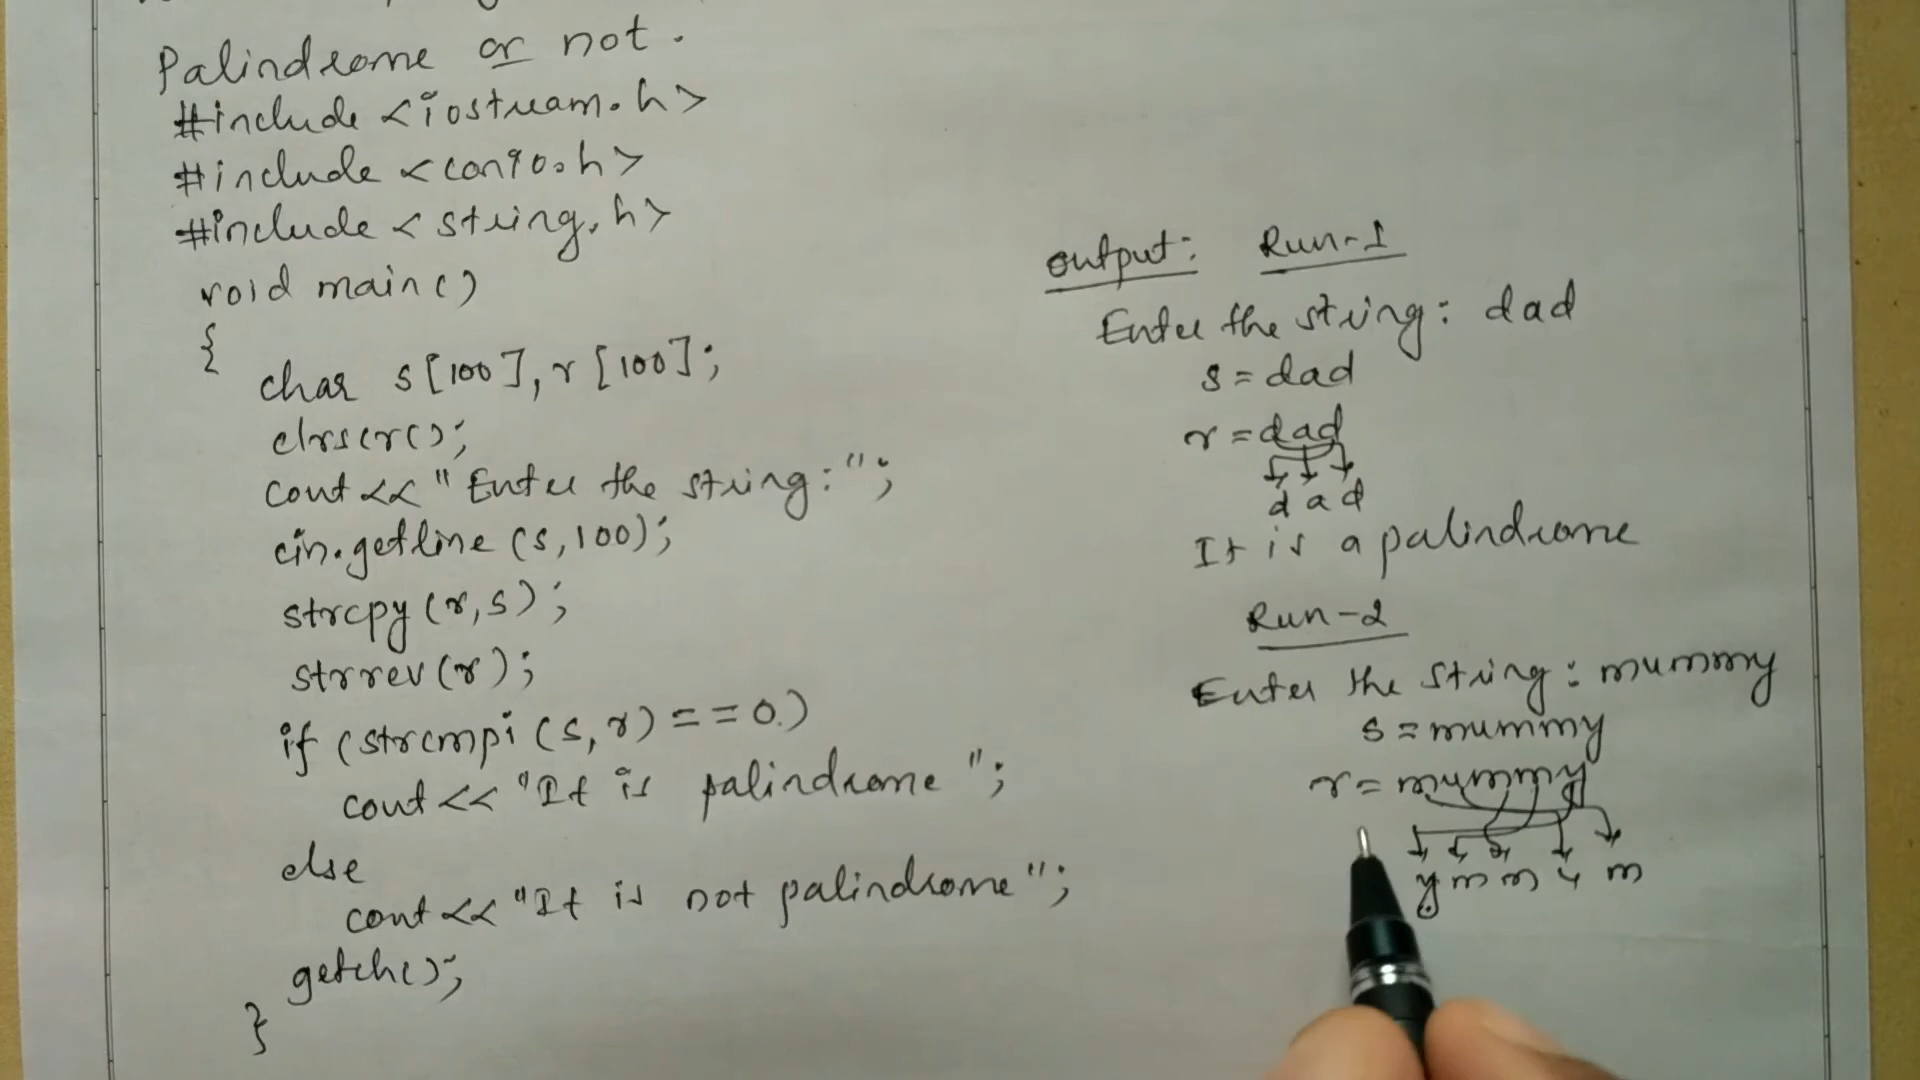 Palindrome or not.
#include <iostream.h>
#include <conio.h>
#include <string.h>
void main()
{
char s[100], r[100];
clrscr();
cout<<"Enter the string:";
cin.getline(s,100);
strcpy(r,s);
strrev(r);
if (strcmpi(s,r)==0)
cout<<"It is palindrome";
else
cout<<"It is not palindrome";
getch();
}
output: Run-1
Enter the string: dad
s=dad
r=dad
d a d
It is a palindrome
Run-2
Enter the string: mummy
s=mummy
r=mummy
y m m u m